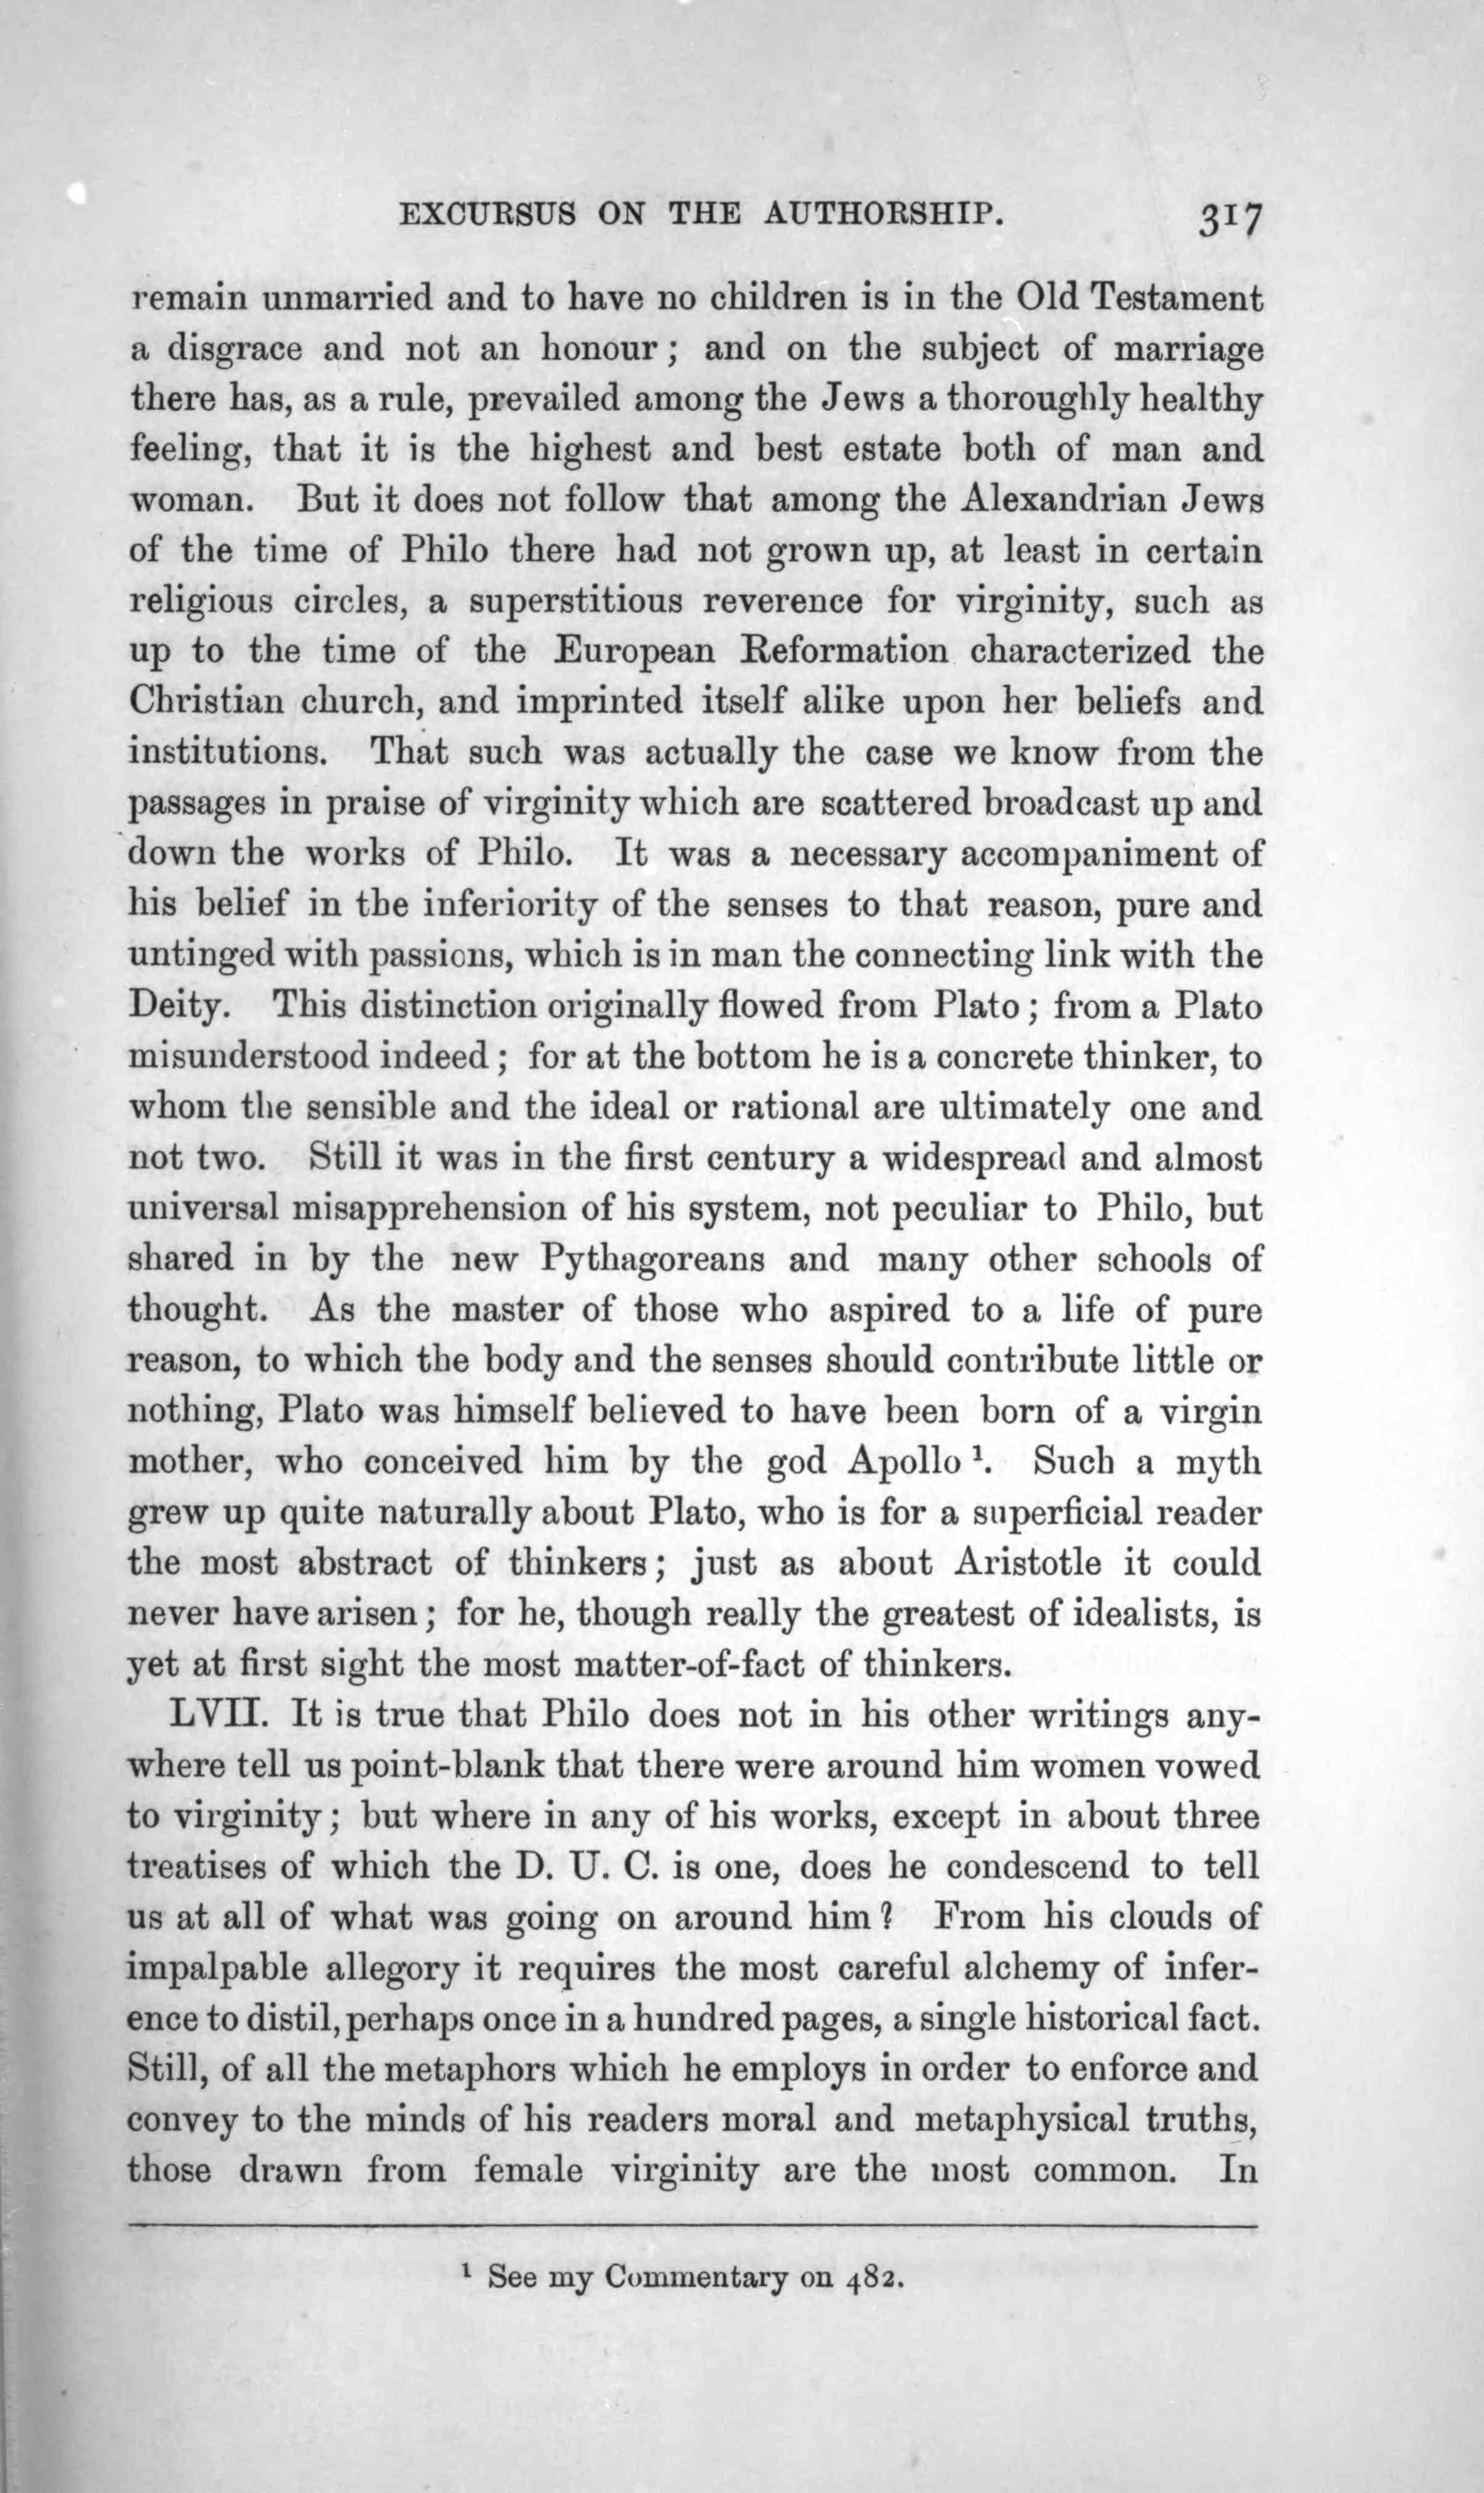 EXCURSUS ON THE AUTHORSHIP. 317
remain unmarried and to have no children is in the Old Testament
a disgrace and not an honour; and on the subject of marriage
there has, as a rule, prevailed among the Jews a thoroughly healthy
feeling, that it is the highest and best estate both of man and
woman. But it does not follow that among the Alexandrian Jews
of the time of Philo there had not grown up, at least in certain
religious circles, a superstitious reverence for virginity, such as
up to the time of the European Reformation characterized the
Christian church, and imprinted itself alike upon her beliefs and
institutions. That such was actually the case we know from the
passages in praise of virginity which are scattered broadcast up and
down the works of Philo. It was a necessary accompaniment of
his belief in the inferiority of the senses to that reason, pure and
untinged with passions, which is in man the connecting link with the
Deity. This distinction originally flowed from Plato; from a Plato
misunderstood indeed; for at the bottom he is a concrete thinker, to
whom the sensible and the ideal or rational are ultimately one and
not two. Still it was in the first century a widespread and almost
universal misapprehension of his system, not peculiar to Philo, but
shared in by the new Pythagoreans and many other schools of
thought. As the master of those who aspired to a life of pure
reason, to which the body and the senses should contribute little or
nothing, Plato was himself believed to have been born of a virgin
mother, who conceived him by the god Apollo ¹. Such a myth
grew up quite naturally about Plato, who is for a superficial reader
the most abstract of thinkers; just as about Aristotle it could
never have arisen; for he, though really the greatest of idealists, is
yet at first sight the most matter-of-fact of thinkers.
LVII. It is true that Philo does not in his other writings any-
where tell us point-blank that there were around him women vowed
to virginity; but where in any of his works, except in about three
treatises of which the D. U. C. is one, does he condescend to tell
us at all of what was going on around him? From his clouds of
impalpable allegory it requires the most careful alchemy of infer-
ence to distil, perhaps once in a hundred pages, a single historical fact.
Still, of all the metaphors which he employs in order to enforce and
convey to the minds of his readers moral and metaphysical truths,
those drawn from female virginity are the most common. In
¹ See my Commentary on 482.